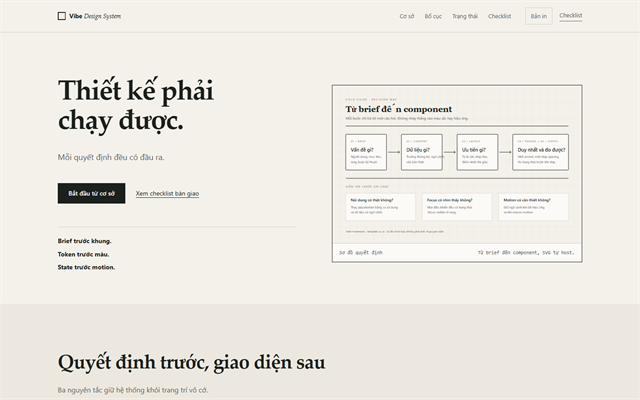 Vibe Design System
Cơ sở
Bố cục
Trạng thái
Checklist
Bản in
Checklist
Thiết kế phải
chạy được.
Mỗi quyết định đều có đầu ra.
Bắt đầu từ cơ sở
Xem checklist bàn giao
Brief trước khung.
Token trước màu.
State trước motion.
Từ brief đến component
Vấn đề gì?
Dữ liệu gì?
Ưu tiên gì?
Duy nhất và đo được?
Nội dung có thật không?
Focus có nhìn thấy không?
Motion có cần thiết không?
Sơ đồ quyết định
Từ brief đến component, SVG tự host.
Quyết định trước, giao diện sau
Ba nguyên tắc giữ hệ thống khỏi trang trí vô cớ.